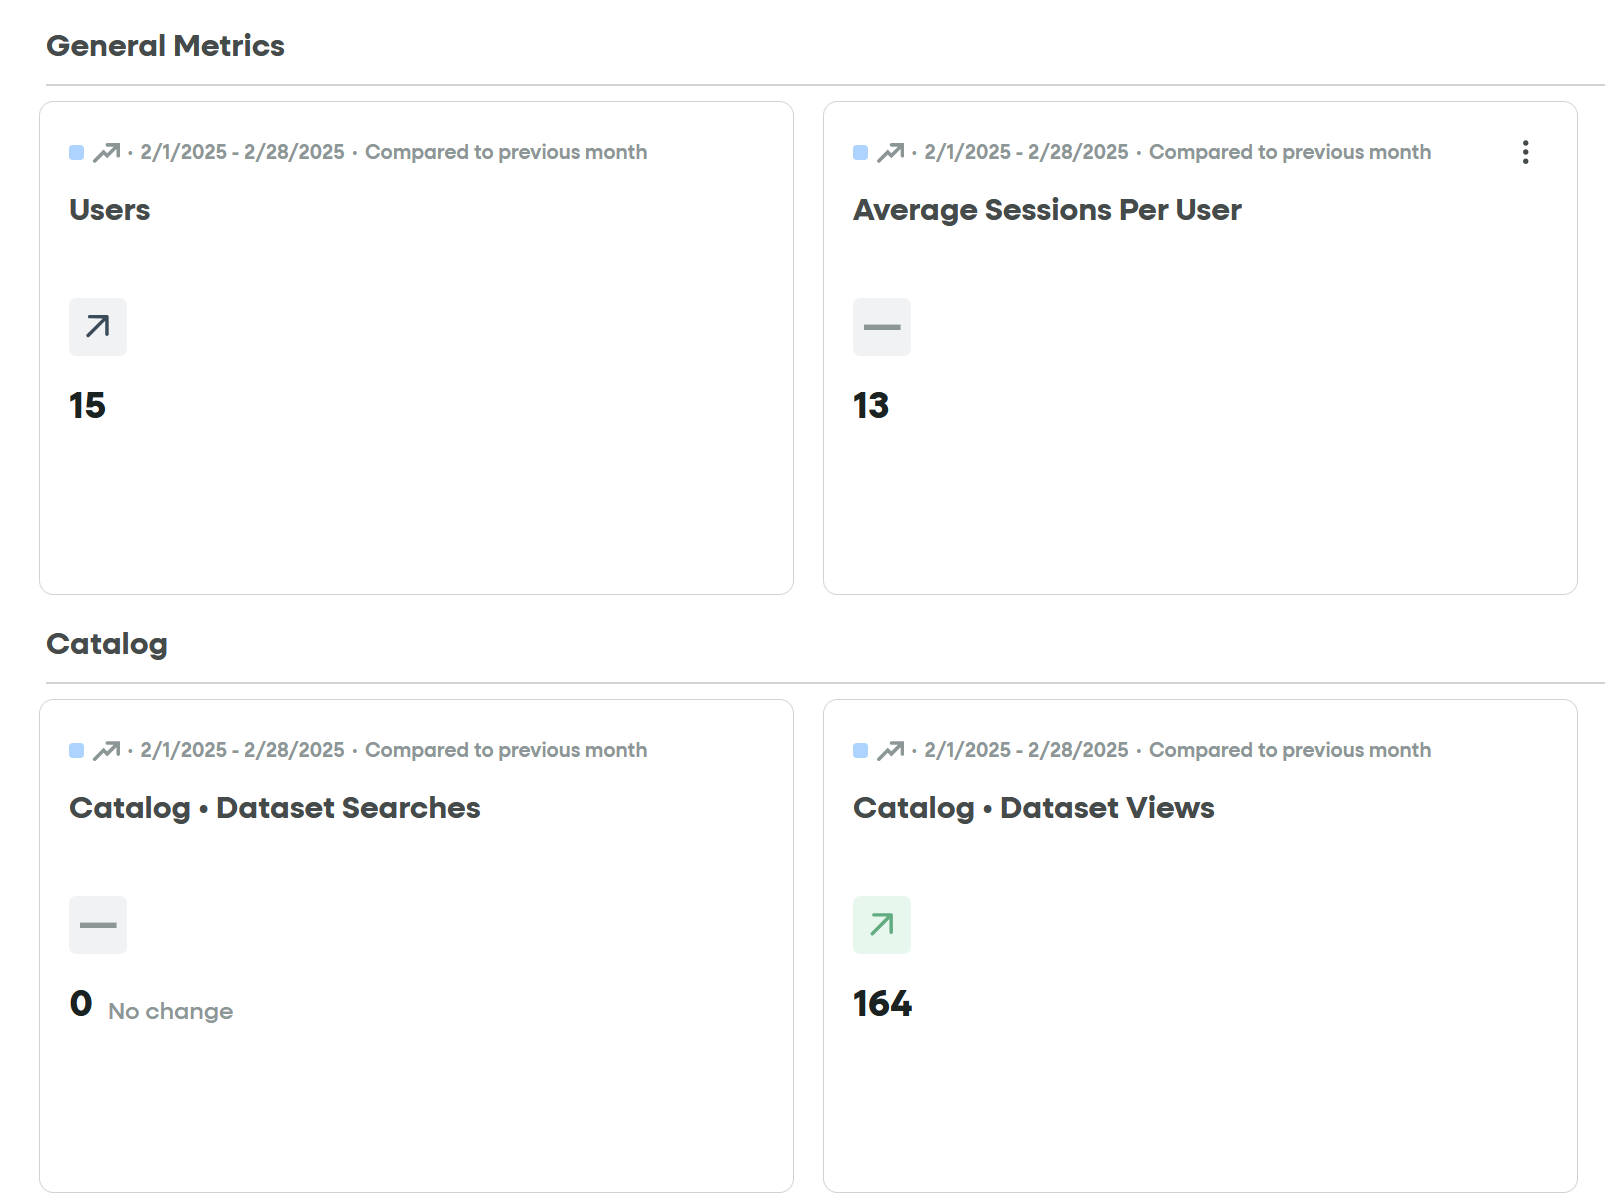 General Metrics
· 2/1/2025 - 2/28/2025 · Compared to previous month
Users
15
· 2/1/2025 - 2/28/2025 · Compared to previous month
Average Sessions Per User
13
Catalog
· 2/1/2025 - 2/28/2025 · Compared to previous month
Catalog • Dataset Searches
0 No change
· 2/1/2025 - 2/28/2025 · Compared to previous month
Catalog • Dataset Views
164